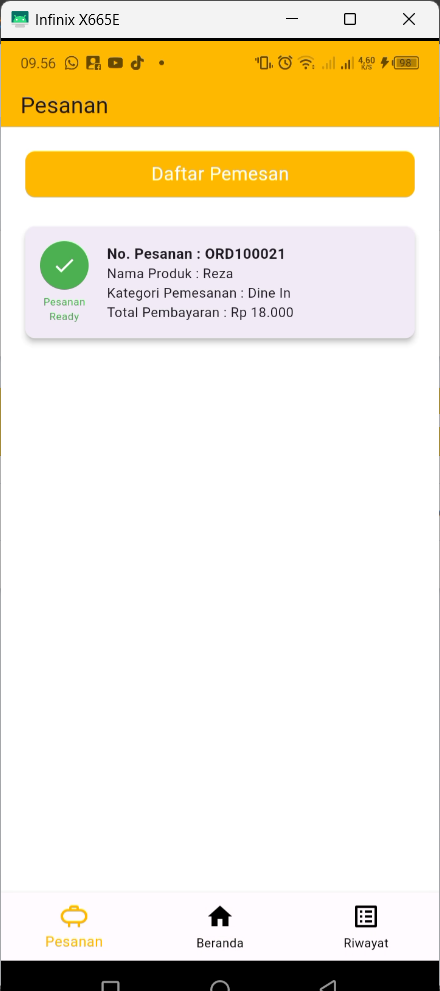 Infinix X665E
09.56
4,60
K/S
98
Pesanan
Daftar Pemesan
No. Pesanan : ORD100021
Nama Produk : Reza
Kategori Pemesanan : Dine In
Total Pembayaran : Rp 18.000
Pesanan
Ready
Pesanan
Beranda
Riwayat